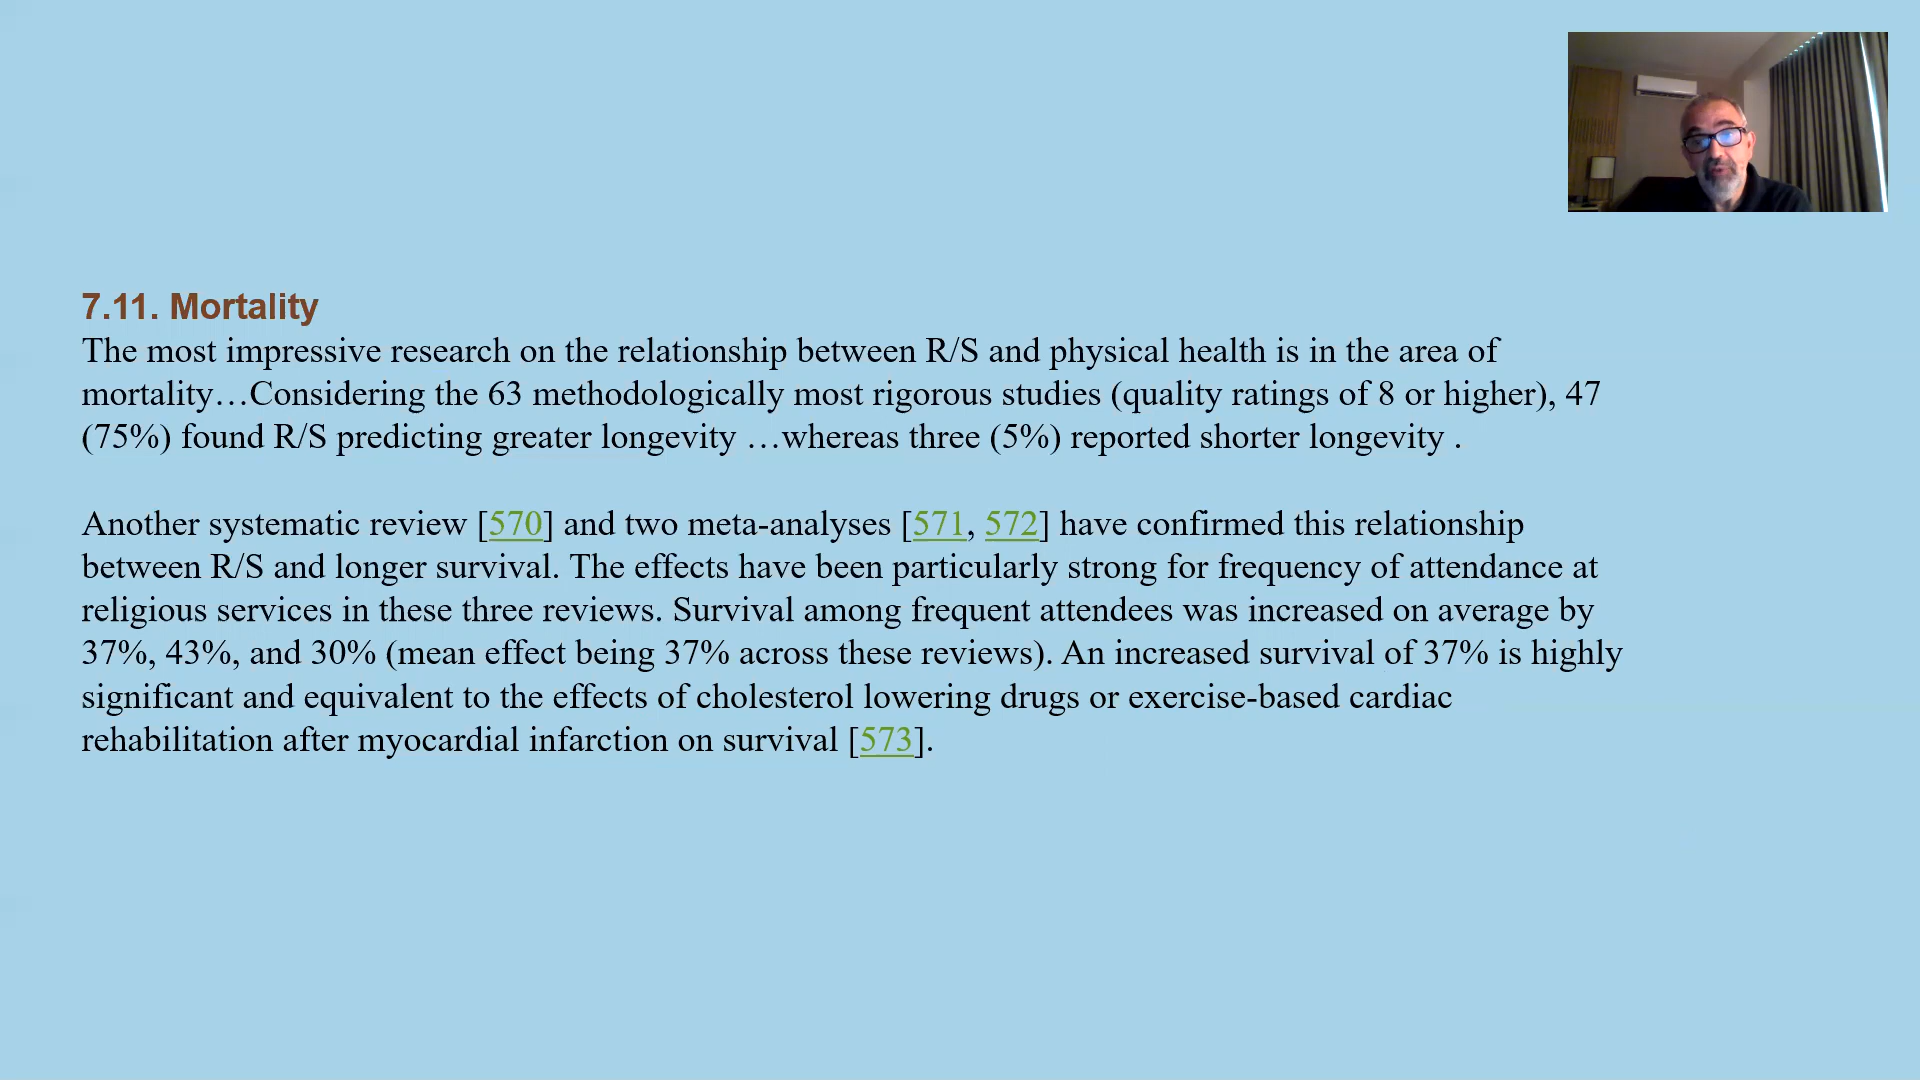 7.11. Mortality
The most impressive research on the relationship between R/S and physical health is in the area of
mortality…Considering the 63 methodologically most rigorous studies (quality ratings of 8 or higher), 47
(75%) found R/S predicting greater longevity …whereas three (5%) reported shorter longevity .
Another systematic review [570] and two meta-analyses [571, 572] have confirmed this relationship
between R/S and longer survival. The effects have been particularly strong for frequency of attendance at
religious services in these three reviews. Survival among frequent attendees was increased on average by
37%, 43%, and 30% (mean effect being 37% across these reviews). An increased survival of 37% is highly
significant and equivalent to the effects of cholesterol lowering drugs or exercise-based cardiac
rehabilitation after myocardial infarction on survival [573].